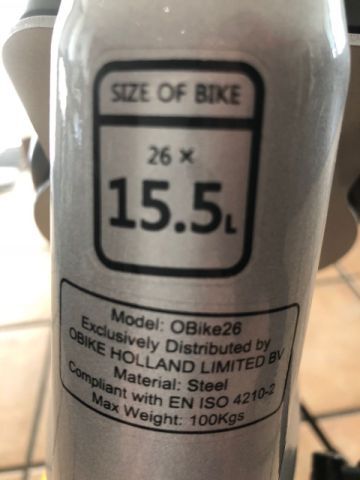 SIZE OF BIKE
26 ×
15.5L
Model: OBike26
Exclusively Distributed by
OBIKE HOLLAND LIMITED BV
Material: Steel
Compliant with EN ISO 4210-2
Max Weight: 100Kgs